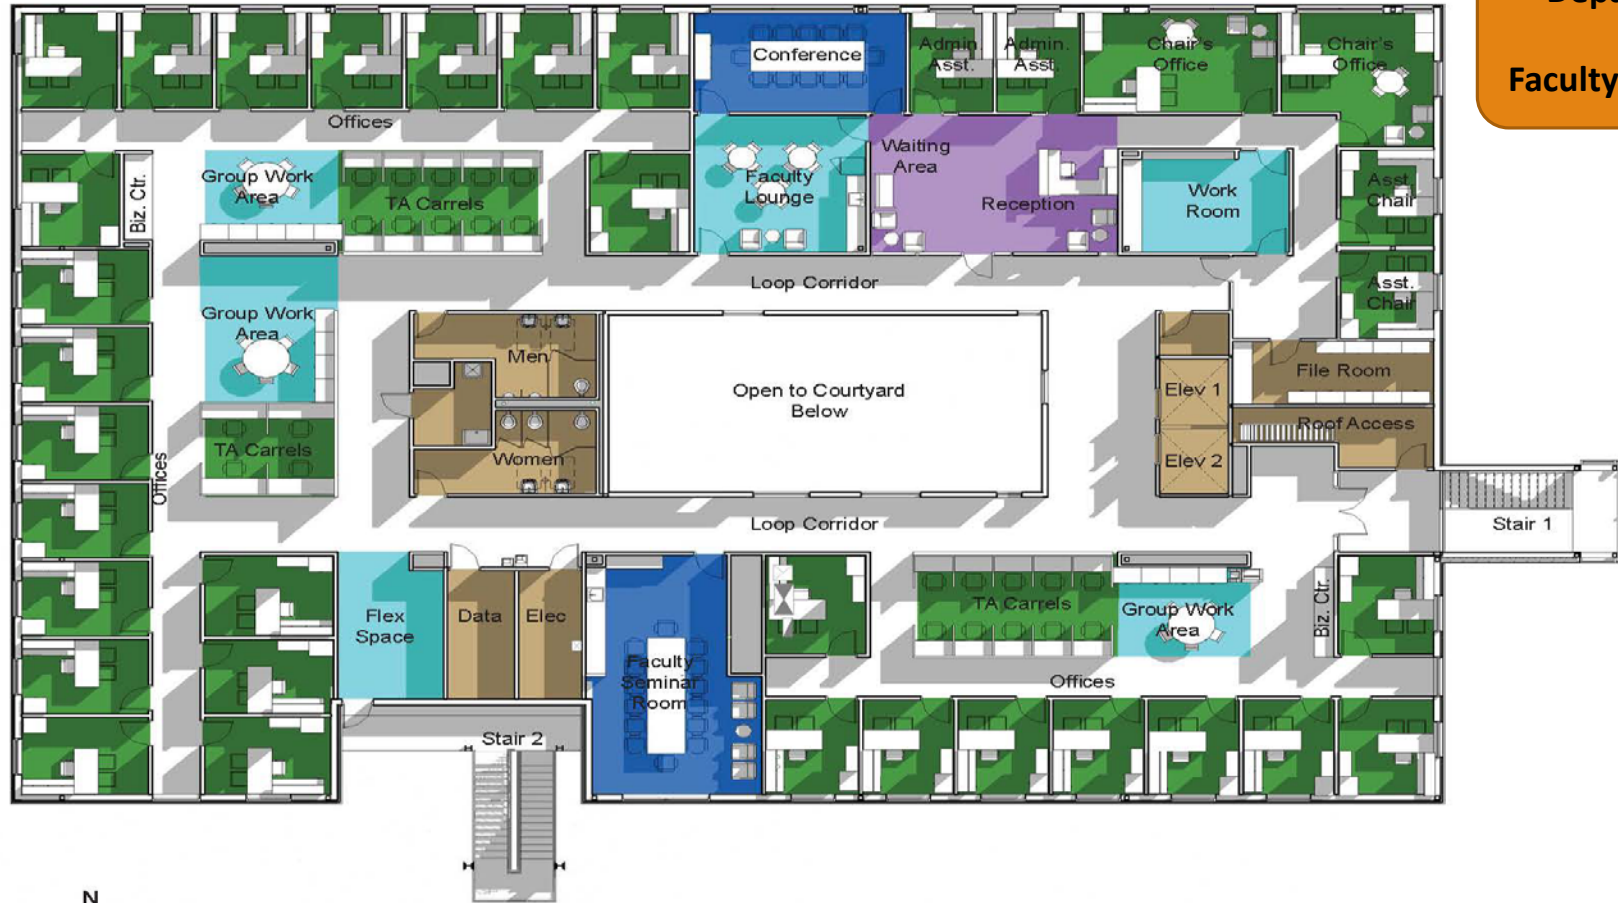 Depa
Faculty
Conference
Admin.
Asst.
Admin.
Asst.
Chair's
Office
Chair's
Office
Offices
Group Work
Area
Biz. Ctr.
TA Carrels
Faculty
Lounge
Waiting
Area
Reception
Work
Room
Asst
Chair
Loop Corridor
Asst.
Chair
Group Work
Area
Men
Open to Courtyard
Below
Elev 1
File Room
TA Carrels
Women
Elev 2
Roof Access
Offices
Loop Corridor
Stair 1
Flex
Space
Data
Elec
Faculty
Seminar
Room
TA Carrels
Group Work
Area
Biz. Ctr.
Offices
Stair 2
N